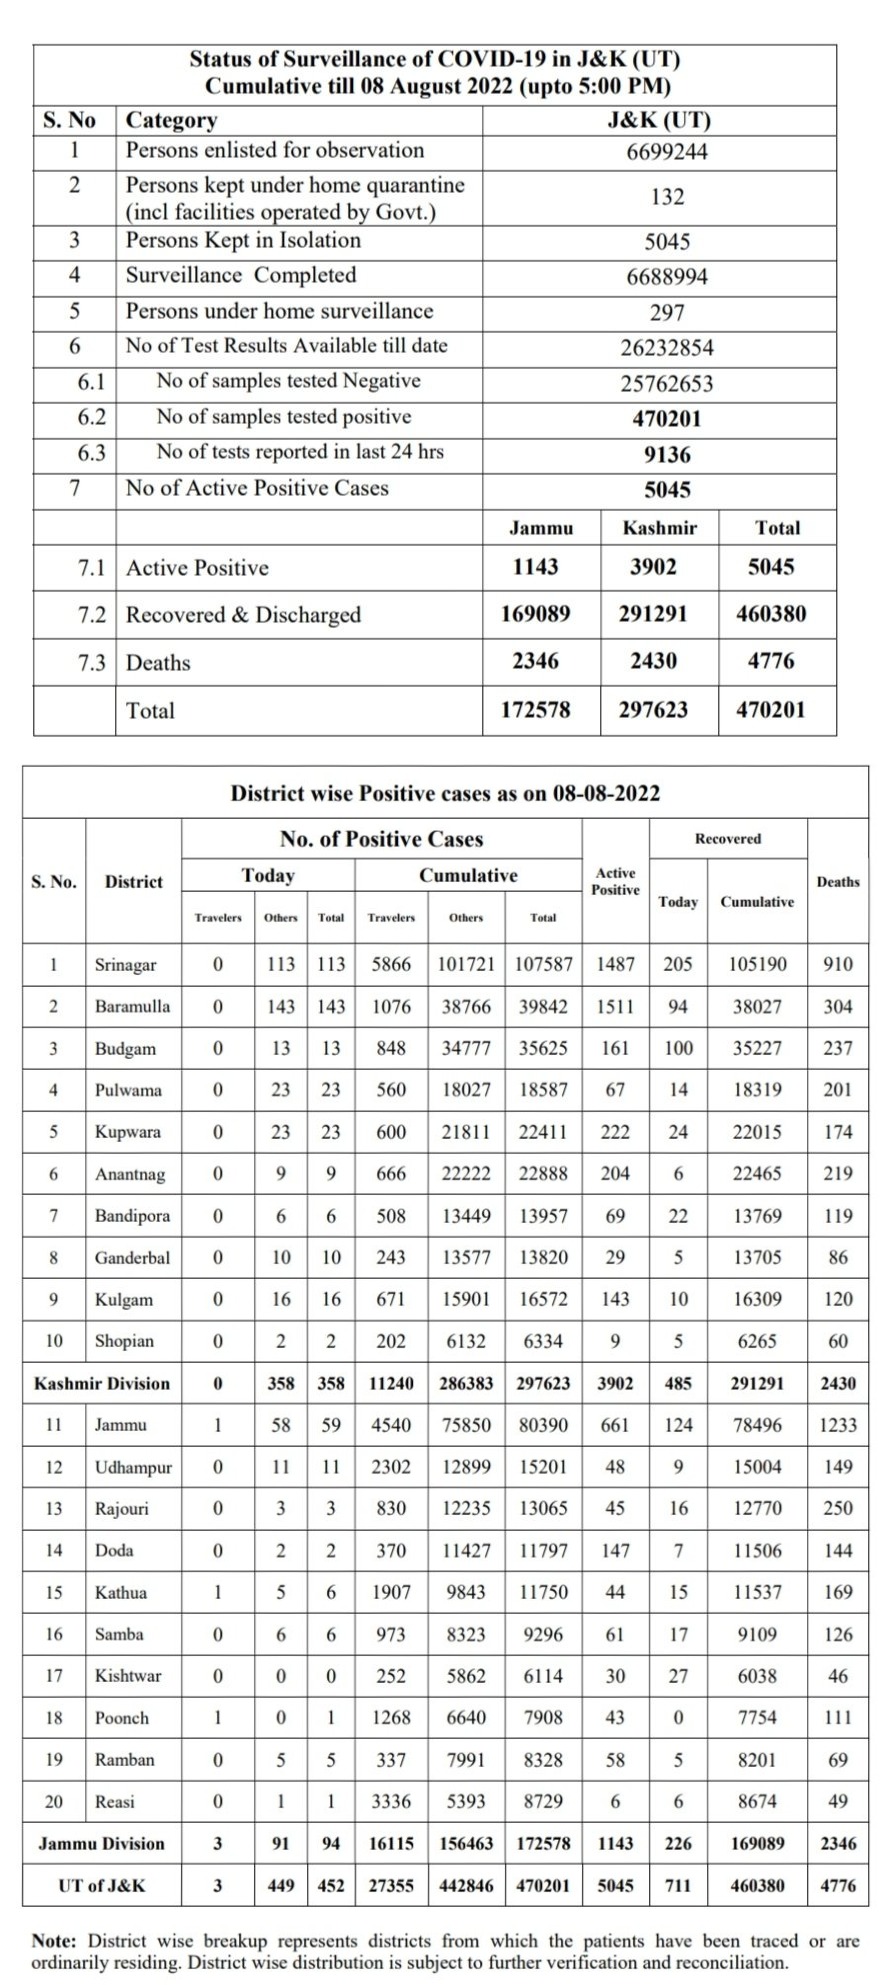 Status of Surveillance of COVID-19 in J&K (UT)
Cumulative till 08 August 2022 (upto 5:00 PM)
S. No Category J&K (UT)
1 Persons enlisted for observation 6699244
2 Persons kept under home quarantine
(incl facilities operated by Govt.) 132
3 Persons Kept in Isolation 5045
4 Surveillance Completed 6688994
5 Persons under home surveillance 297
6 No of Test Results Available till date 26232854
6.1 No of samples tested Negative 25762653
6.2 No of samples tested positive 470201
6.3 No of tests reported in last 24 hrs 9136
7 No of Active Positive Cases 5045
Jammu Kashmir Total
7.1 Active Positive 1143 3902 5045
7.2 Recovered & Discharged 169089 291291 460380
7.3 Deaths 2346 2430 4776
Total 172578 297623 470201
District wise Positive cases as on 08-08-2022
S. No. District No. of Positive Cases Active Positive Recovered Deaths
Today Cumulative Today Cumulative
Travelers Others Total Travelers Others Total
1 Srinagar 0 113 113 5866 101721 107587 1487 205 105190 910
2 Baramulla 0 143 143 1076 38766 39842 1511 94 38027 304
3 Budgam 0 13 13 848 34777 35625 161 100 35227 237
4 Pulwama 0 23 23 560 18027 18587 67 14 18319 201
5 Kupwara 0 23 23 600 21811 22411 222 24 22015 174
6 Anantnag 0 9 9 666 22222 22888 204 6 22465 219
7 Bandipora 0 6 6 508 13449 13957 69 22 13769 119
8 Ganderbal 0 10 10 243 13577 13820 29 5 13705 86
9 Kulgam 0 16 16 671 15901 16572 143 10 16309 120
10 Shopian 0 2 2 202 6132 6334 9 5 6265 60
Kashmir Division 0 358 358 11240 286383 297623 3902 485 291291 2430
11 Jammu 1 58 59 4540 75850 80390 661 124 78496 1233
12 Udhampur 0 11 11 2302 12899 15201 48 9 15004 149
13 Rajouri 0 3 3 830 12235 13065 45 16 12770 250
14 Doda 0 2 2 370 11427 11797 147 7 11506 144
15 Kathua 1 5 6 1907 9843 11750 44 15 11537 169
16 Samba 0 6 6 973 8323 9296 61 17 9109 126
17 Kishtwar 0 0 0 252 5862 6114 30 27 6038 46
18 Poonch 1 0 1 1268 6640 7908 43 0 7754 111
19 Ramban 0 5 5 337 7991 8328 58 5 8201 69
20 Reasi 0 1 1 3336 5393 8729 6 6 8674 49
Jammu Division 3 91 94 16115 156463 172578 1143 226 169089 2346
UT of J&K 3 449 452 27355 442846 470201 5045 711 460380 4776
Note: District wise breakup represents districts from which the patients have been traced or are
ordinarily residing. District wise distribution is subject to further verification and reconciliation.